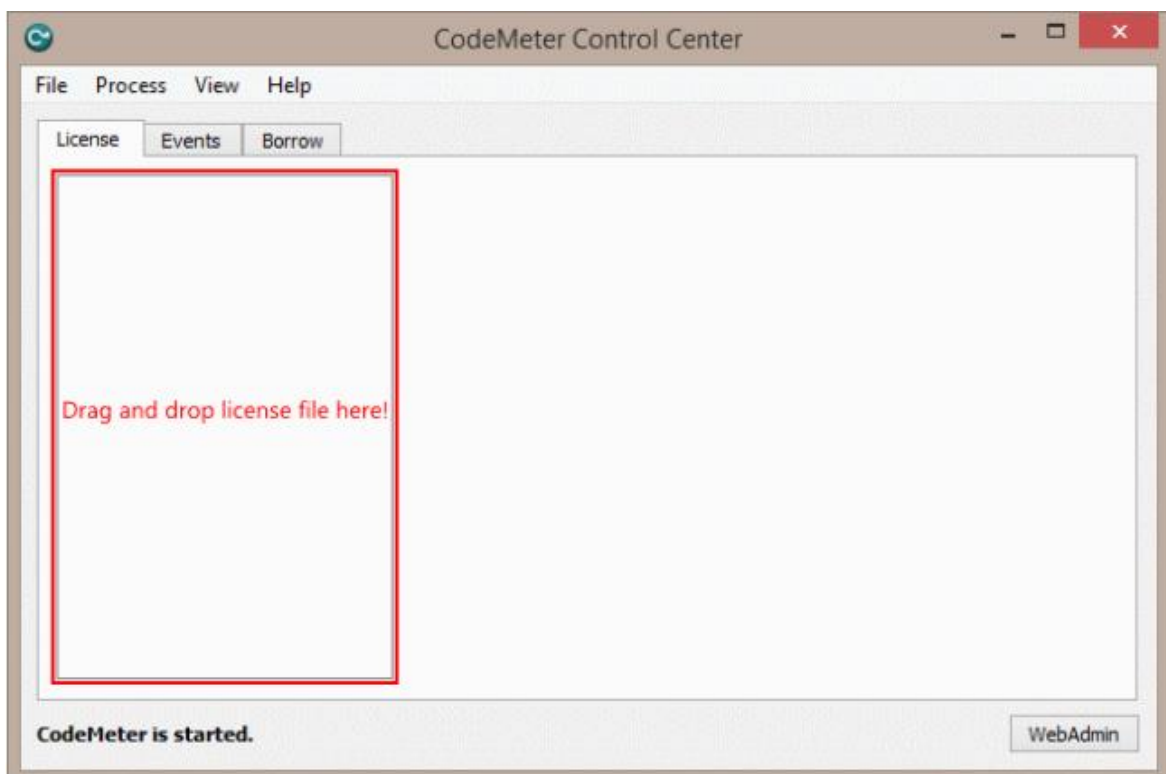 CodeMeter Control Center
File Process View Help
License Events Borrow
Drag and drop license file here!
CodeMeter is started.
WebAdmin